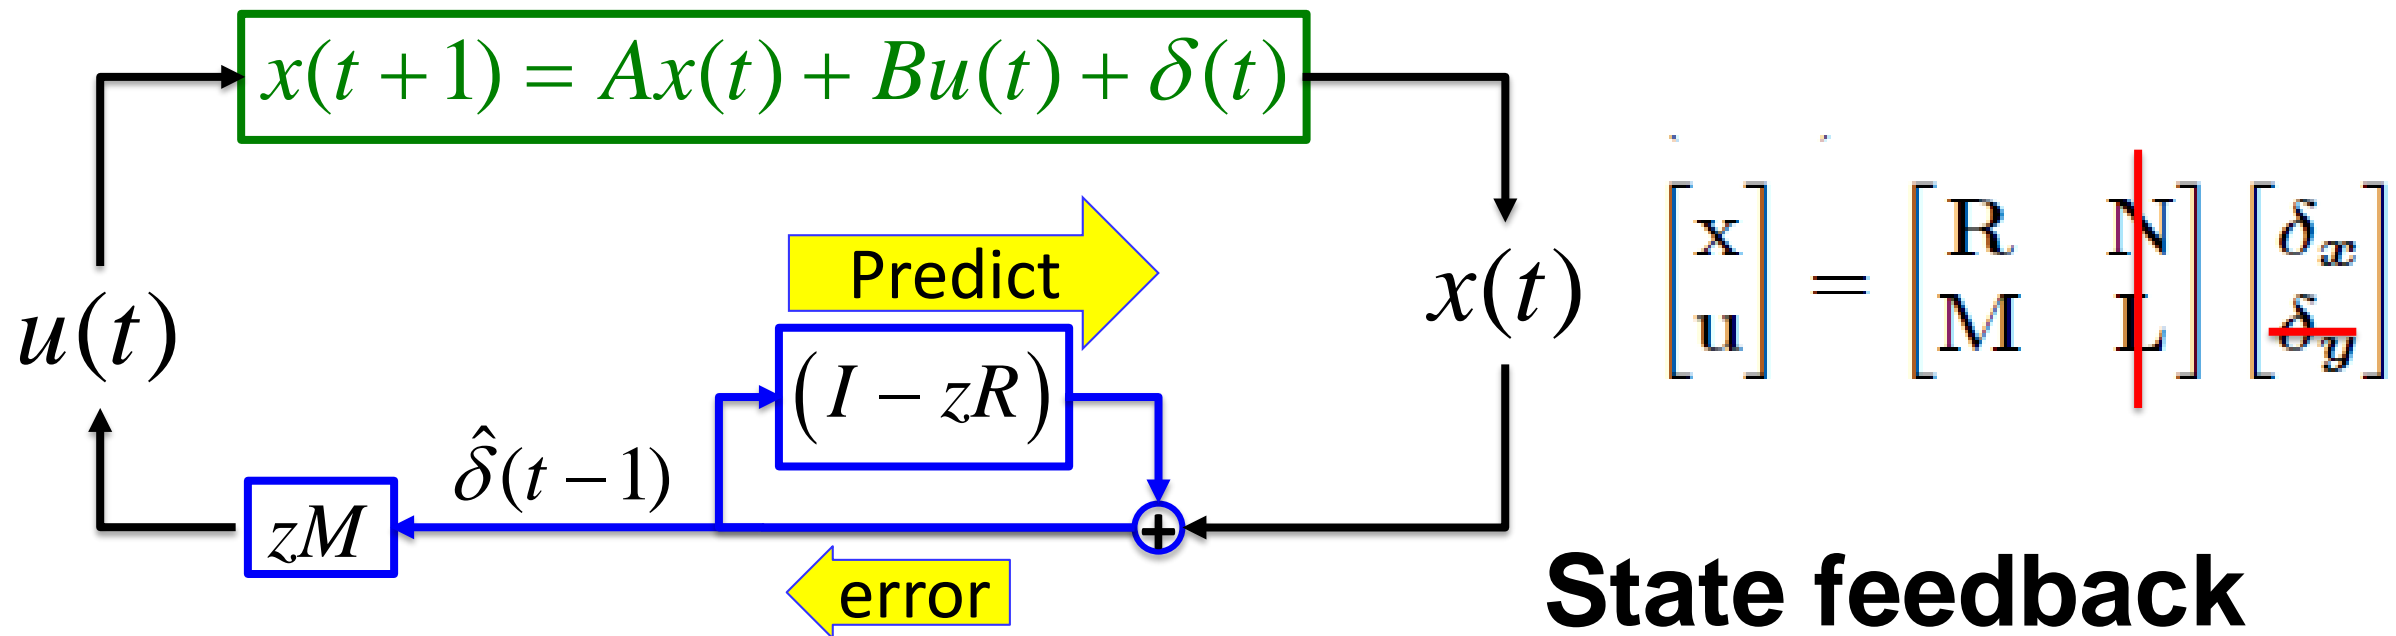 x(t + 1) = Ax(t) + Bu(t) + δ(t)
Predict
u(t)
x(t)
(I − zR)
δ̂(t − 1)
zM
+
error
[x u] = [R N M L] [δx δy]
State feedback